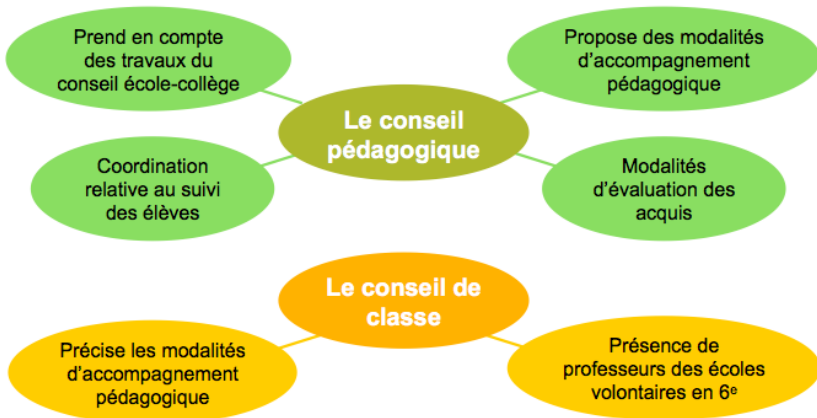 Prend en compte
des travaux du
conseil école-collège
Propose des modalités
d'accompagnement
pédagogique
Le conseil
pédagogique
Coordination
relative au suivi
des élèves
Modalités
d'évaluation des
acquis
Le conseil de
classe
Précise les modalités
d'accompagnement
pédagogique
Présence de
professeurs des écoles
volontaires en 6ᵉ